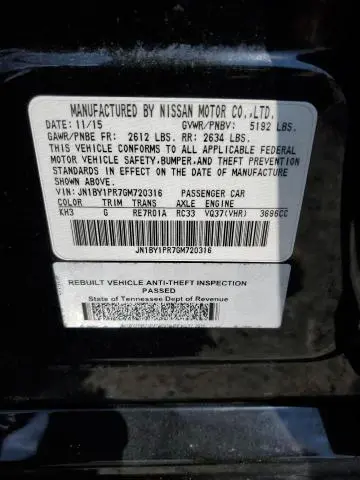 MANUFACTURED BY NISSAN MOTOR CO.,LTD.
DATE: 11/15 GVWR/PNBV: 5192 LBS.
GAWR/PNBE FR: 2612 LBS. RR: 2634 LBS.
THIS VEHICLE CONFORMS TO ALL APPLICABLE FEDERAL
MOTOR VEHICLE SAFETY,BUMPER,AND THEFT PREVENTION
STANDARDS IN EFFECT ON THE DATE OF MANUFACTURE
SHOWN ABOVE.
VIN: JN1BY1PR7GM720316 PASSENGER CAR
COLOR TRIM TRANS AXLE ENGINE
KH3 G RE7R01A RC33 VQ37(VHR) 3696CC
JN1BY1PR7GM720316
REBUILT VEHICLE ANTI-THEFT INSPECTION
PASSED
State of Tennessee Dept of Revenue